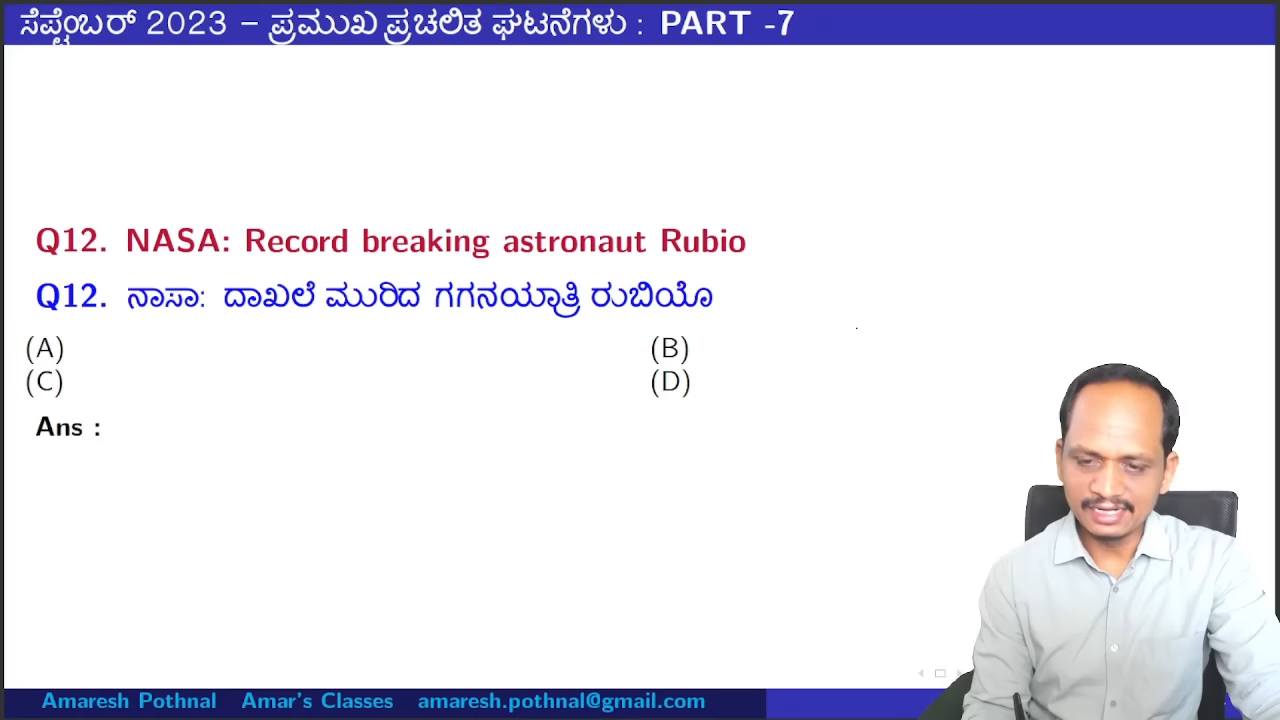 ಸೆಪ್ಟೆಂಬರ್ 2023 – ಪ್ರಮುಖ ಪ್ರಚಲಿತ ಘಟನೆಗಳು : PART -7
Q12. NASA: Record breaking astronaut Rubio
Q12. ನಾಸಾ: ದಾಖಲೆ ಮುರಿದ ಗಗನಯಾತ್ರಿ ರುಬಿಯೊ
(A) (B)
(C) (D)
Ans :
Amaresh Pothnal Amar's Classes amaresh.pothnal@gmail.com